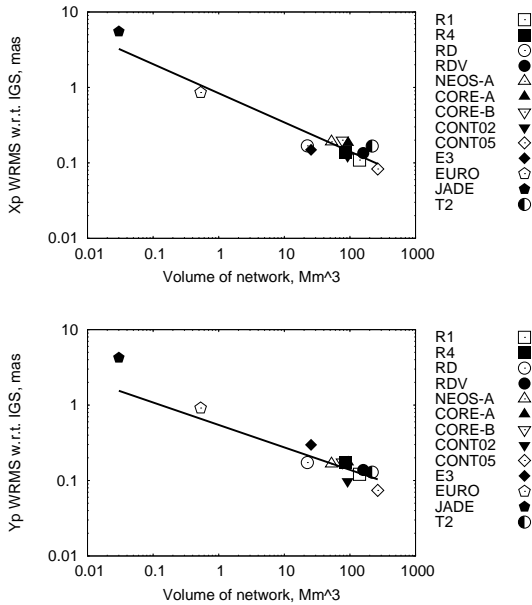 Xp WRMS w.r.t. IGS, mas
10
1
0.1
0.01
0.01 0.1 1 10 100 1000
Volume of network, Mm^3
R1
R4
RD
RDV
NEOS-A
CORE-A
CORE-B
CONT02
CONT05
E3
EURO
JADE
T2
Yp WRMS w.r.t. IGS, mas
10
1
0.1
0.01
0.01 0.1 1 10 100 1000
Volume of network, Mm^3
R1
R4
RD
RDV
NEOS-A
CORE-A
CORE-B
CONT02
CONT05
E3
EURO
JADE
T2